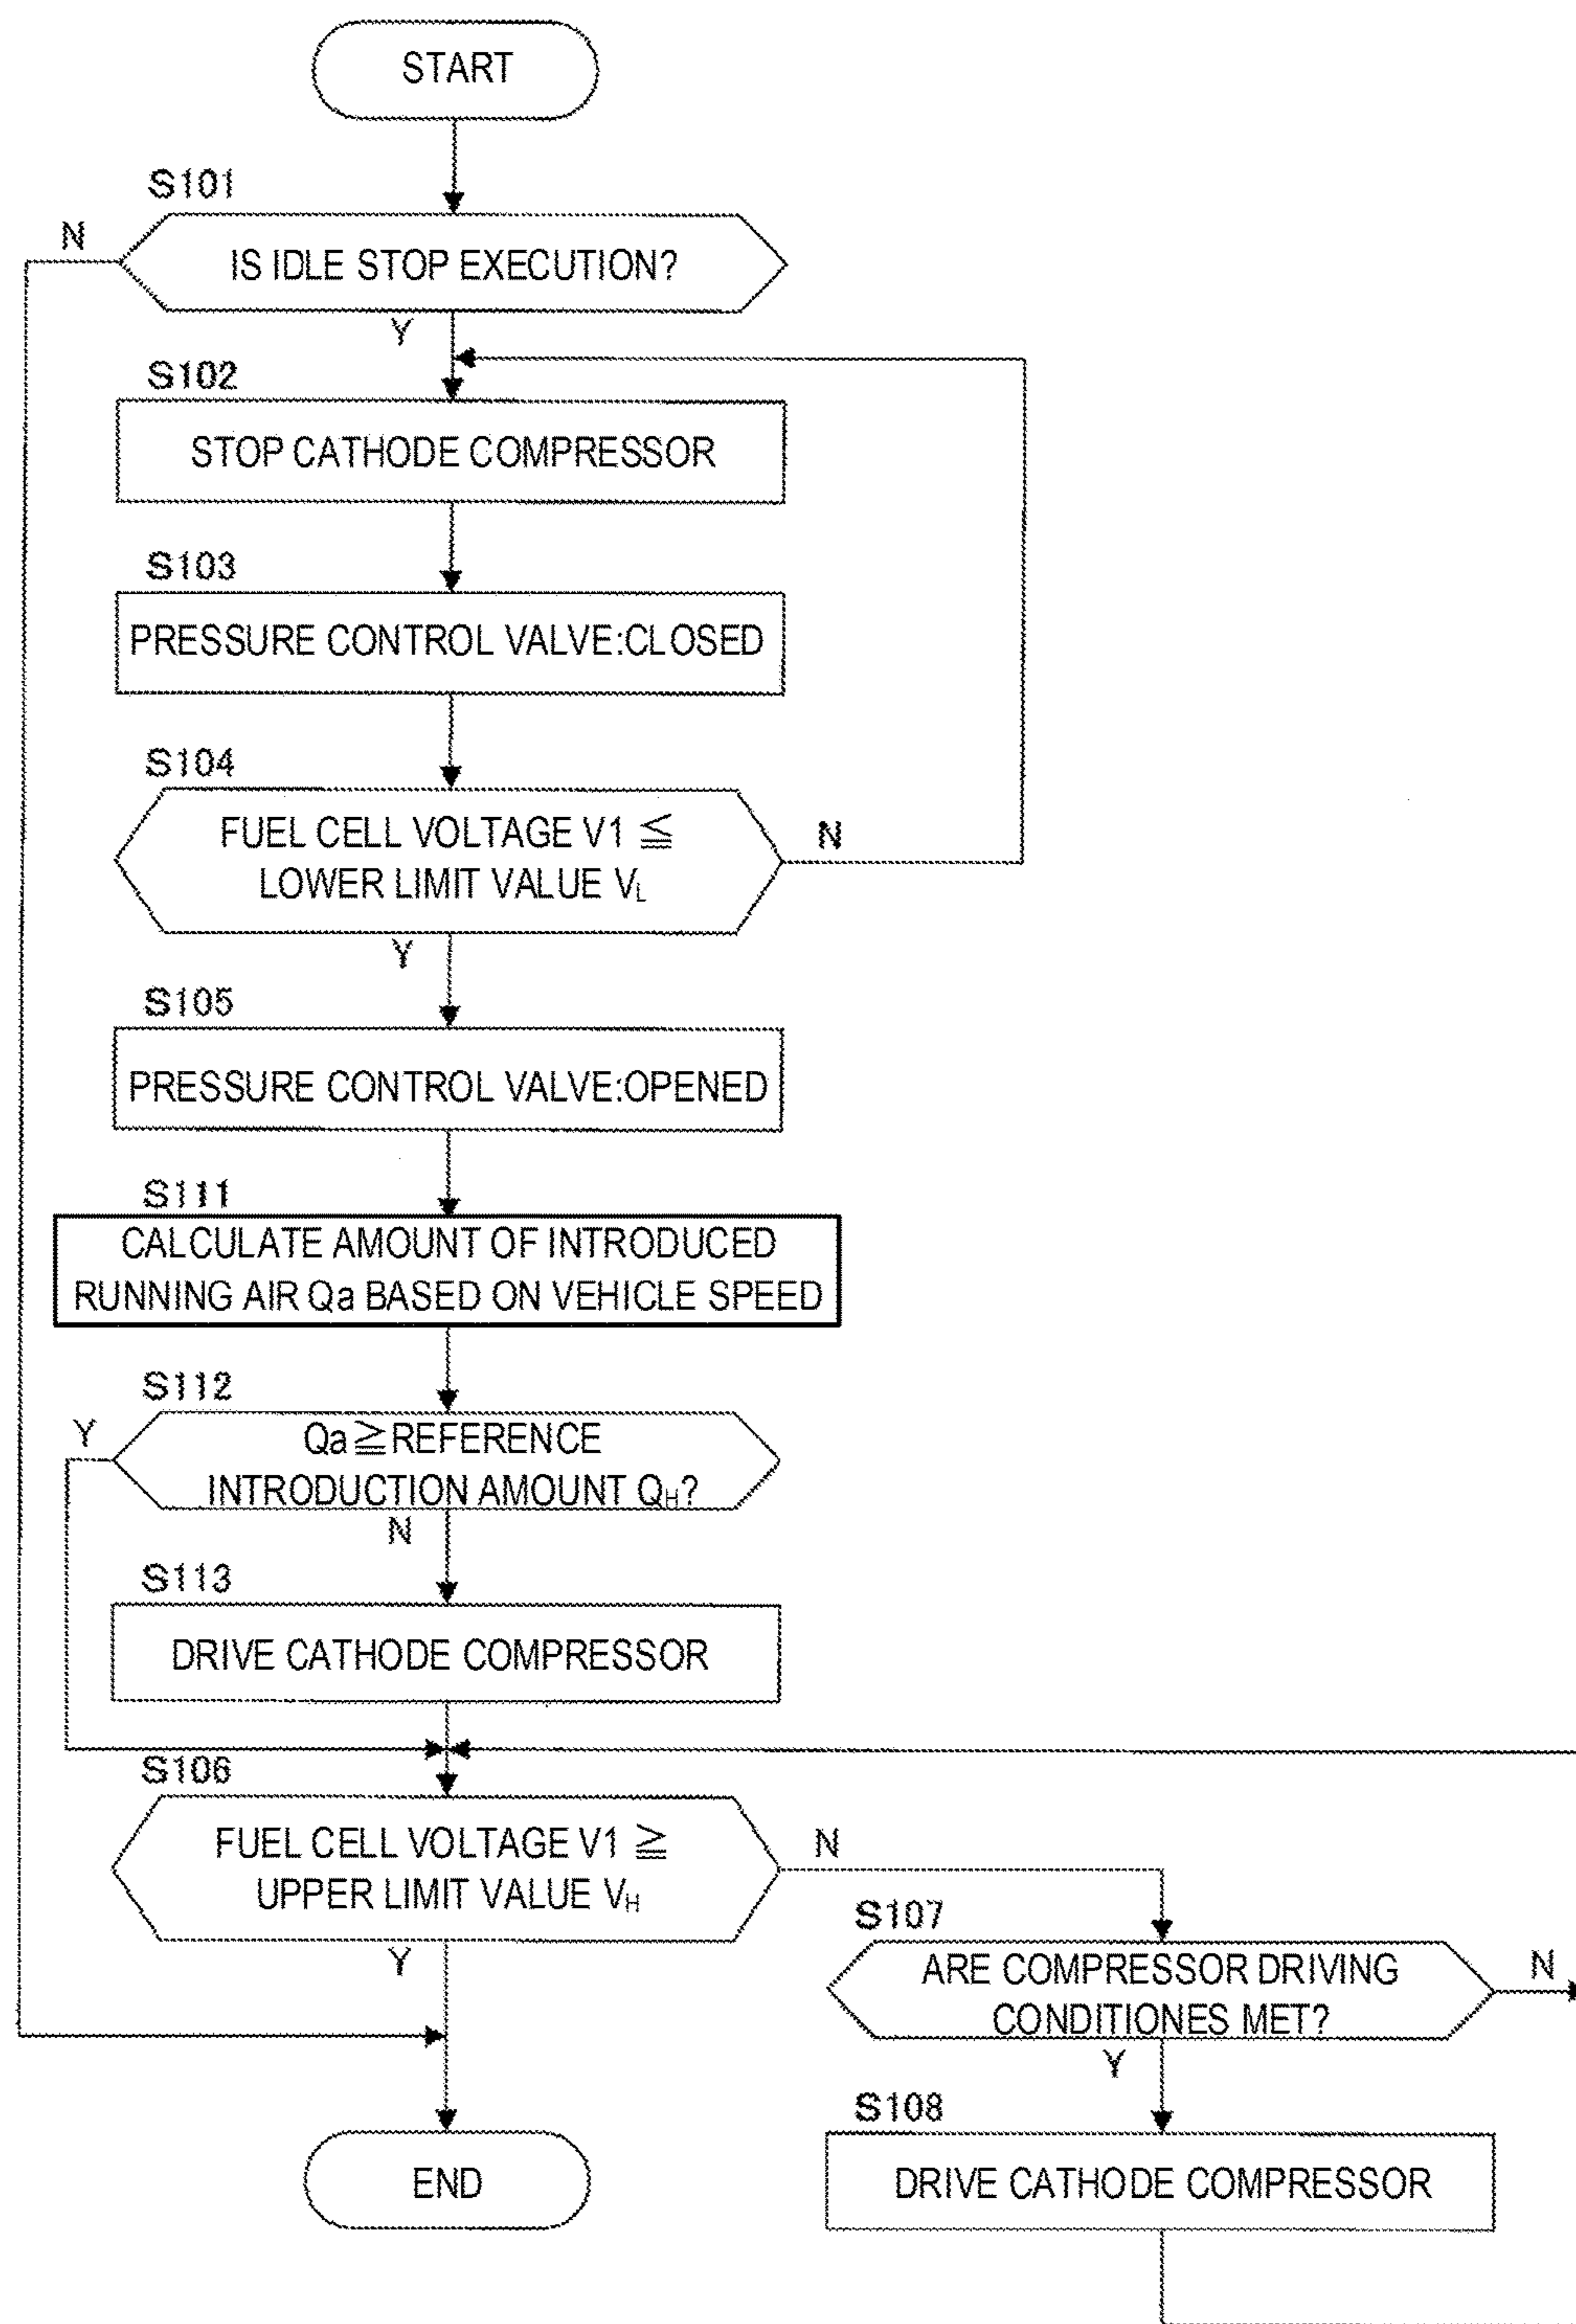 START
S101
N
IS IDLE STOP EXECUTION?
Y
S102
STOP CATHODE COMPRESSOR
S103
PRESSURE CONTROL VALVE:CLOSED
S104
FUEL CELL VOLTAGE V1 ≦
LOWER LIMIT VALUE VL
N
Y
S105
PRESSURE CONTROL VALVE:OPENED
S111
CALCULATE AMOUNT OF INTRODUCED
RUNNING AIR Qa BASED ON VEHICLE SPEED
S112
Y
Qa≧REFERENCE
INTRODUCTION AMOUNT QH?
N
S113
DRIVE CATHODE COMPRESSOR
S106
FUEL CELL VOLTAGE V1 ≧
UPPER LIMIT VALUE VH
N
Y
S107
ARE COMPRESSOR DRIVING
CONDITIONES MET?
N
Y
S108
DRIVE CATHODE COMPRESSOR
END